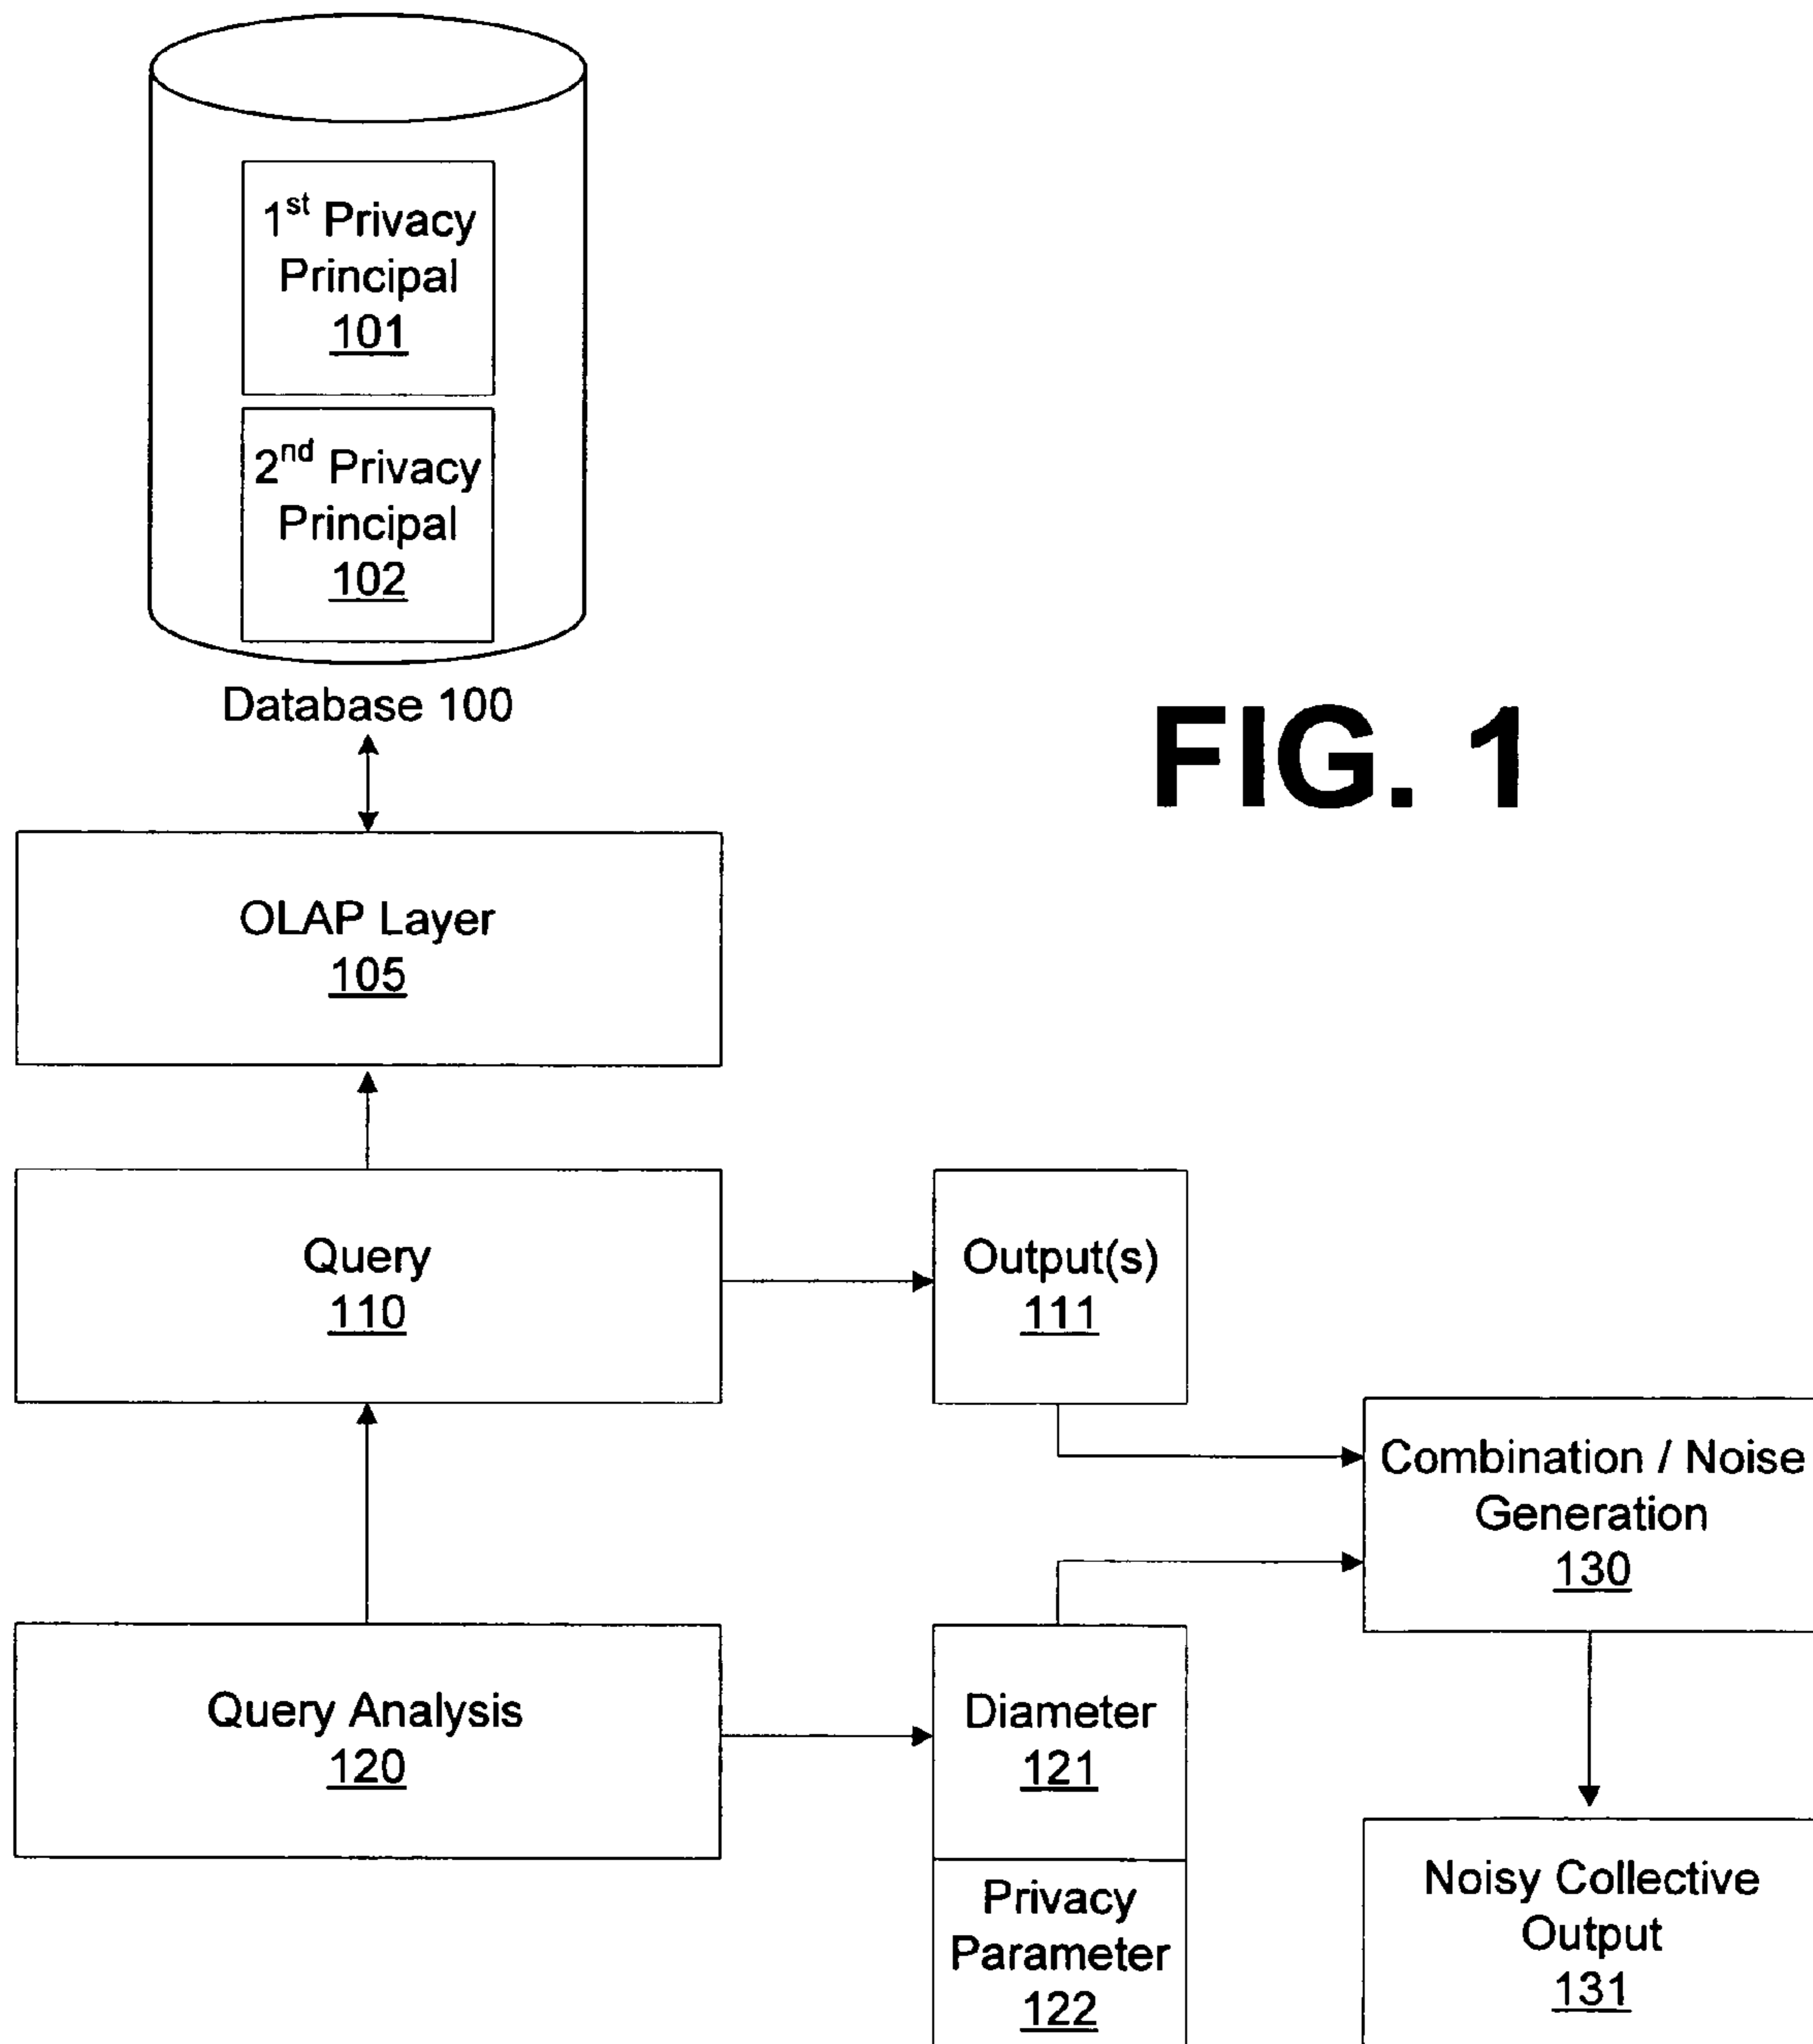 1st Privacy
Principal
101
2nd Privacy
Principal
102
Database 100
FIG. 1
OLAP Layer
105
Query
110
Output(s)
111
Combination / Noise
Generation
130
Query Analysis
120
Diameter
121
Privacy
Parameter
122
Noisy Collective
Output
131